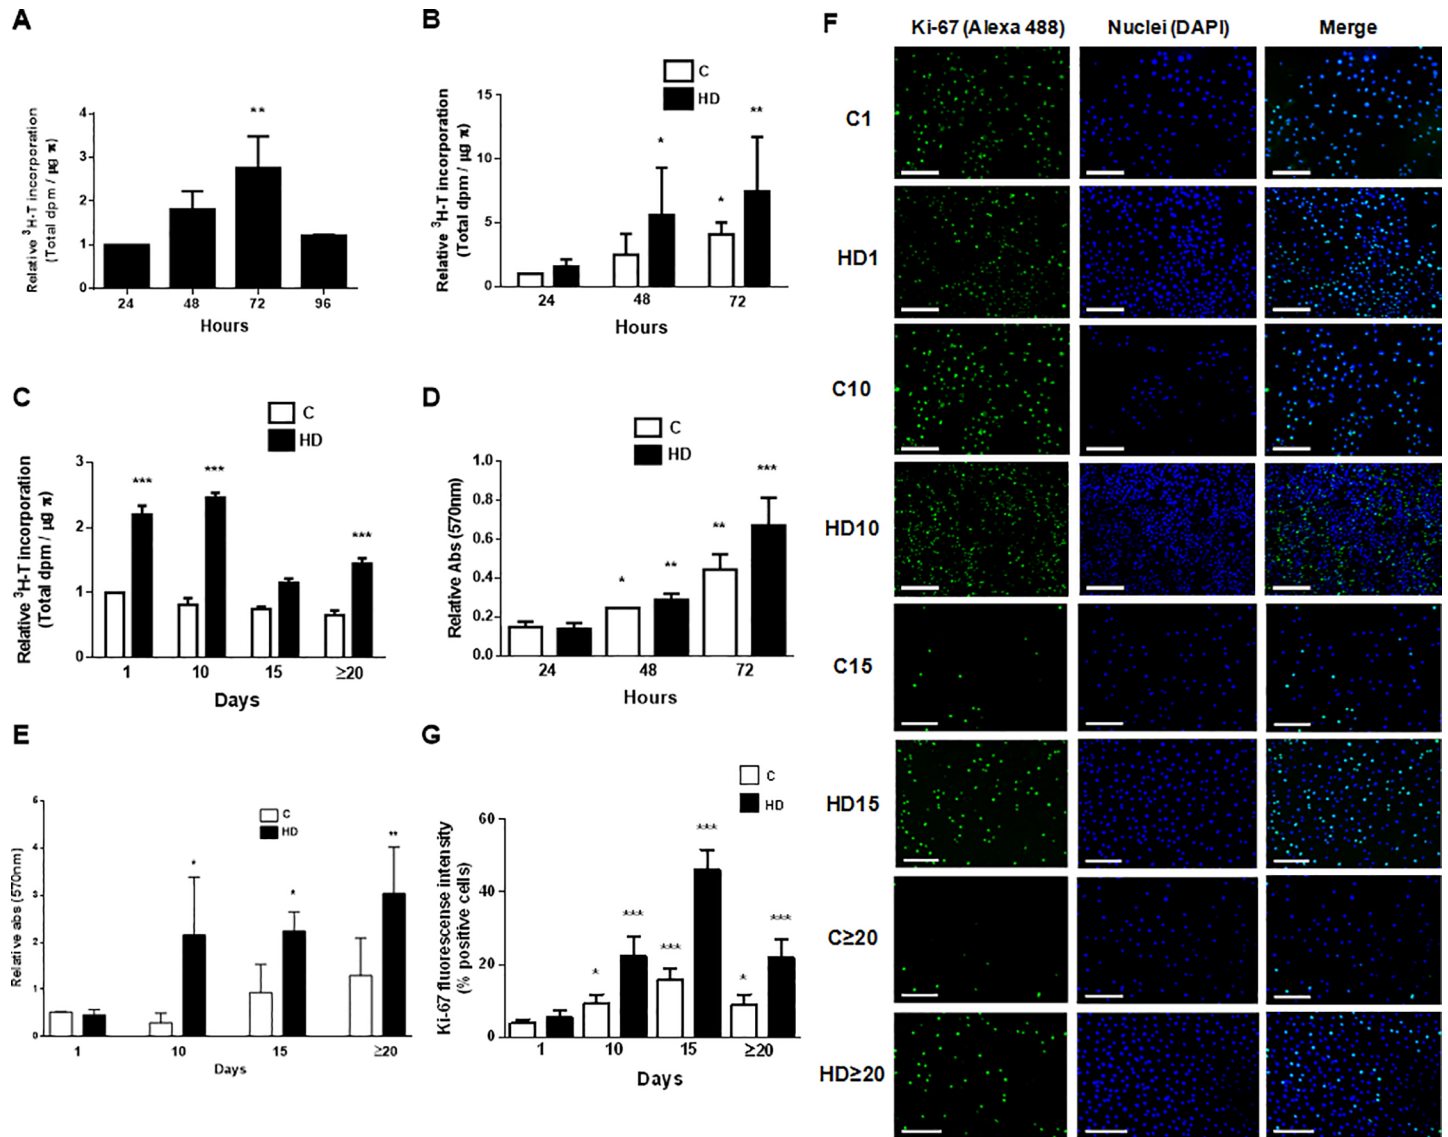 A
Relative ³H-T incorporation
(Total dpm / µg π)
4
3
2
1
0
**
24 48 72 96
Hours
B
C
HD
Relative ³H-T incorporation
(Total dpm / µg π)
15
10
5
0
* * **
24 48 72
Hours
C
C
HD
Relative ³H-T incorporation
(Total dpm / µg π)
3
2
1
0
*** *** ***
1 10 15 ≥20
Days
D
C
HD
Relative Abs (570nm)
1.0
0.8
0.6
0.4
0.2
0.0
* ** ** ***
24 48 72
Hours
E
C
HD
Relative abs (570nm)
6
4
3
2
1
0
* * **
1 10 15 ≥20
Days
G
C
HD
Ki-67 fluorescense intensity
(% positive cells)
60
40
20
0
* *** *** *** * ***
1 10 15 ≥20
Days
F
Ki-67 (Alexa 488) Nuclei (DAPI) Merge
C1
HD1
C10
HD10
C15
HD15
C≥20
HD≥20